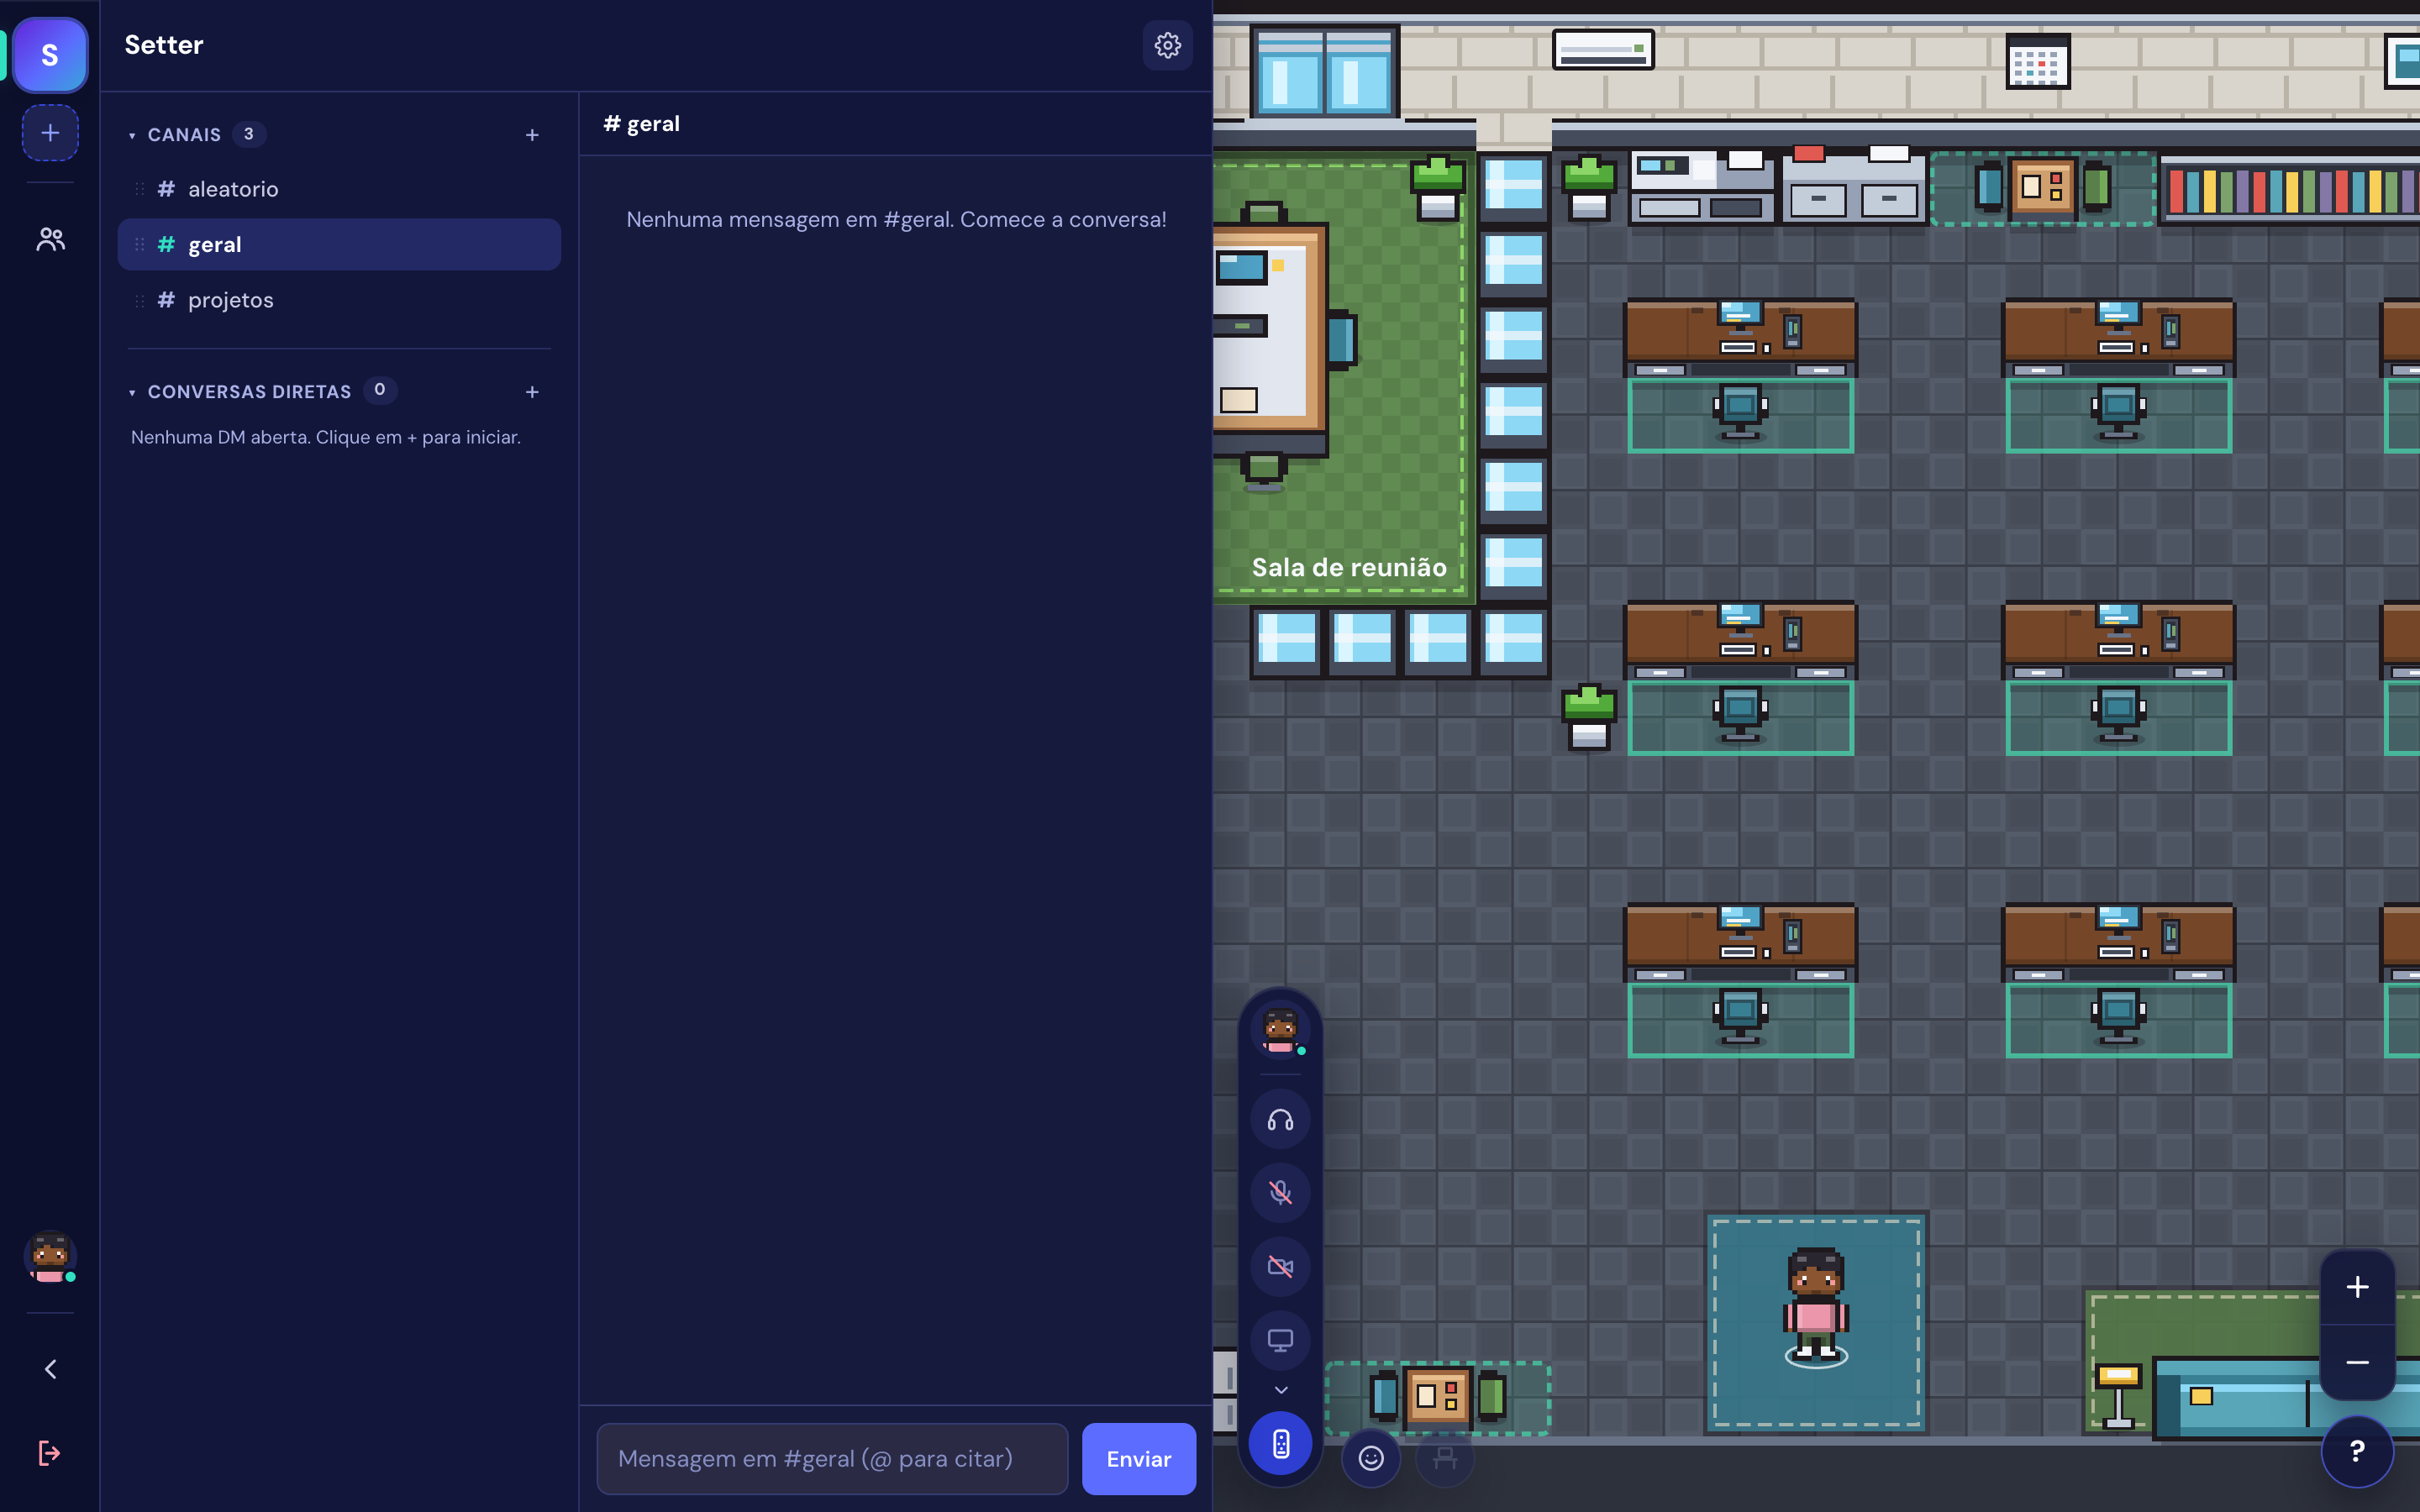 S
Setter
CANAIS 3
# aleatorio
# geral
# projetos
CONVERSAS DIRETAS 0
Nenhuma DM aberta. Clique em + para iniciar.
# geral
Nenhuma mensagem em #geral. Comece a conversa!
Mensagem em #geral (@ para citar)
Enviar
Sala de reunião
?